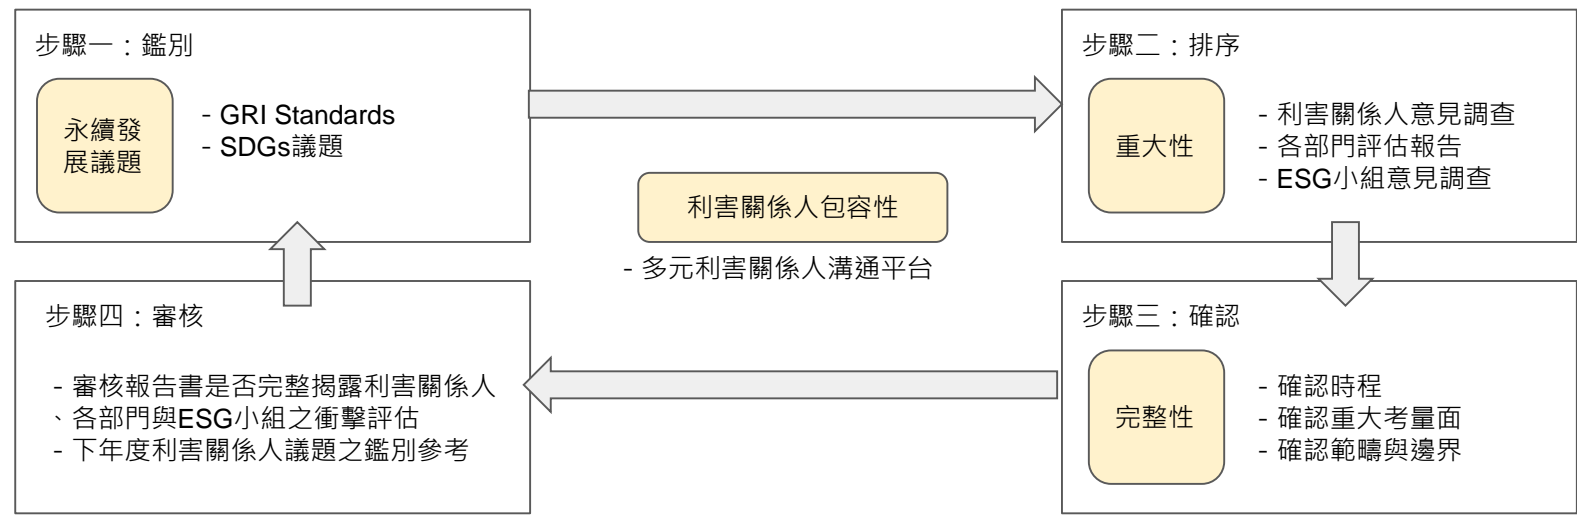 步驟一：鑑別
永續發
展議題
- GRI Standards
- SDGs議題
步驟二：排序
重大性
- 利害關係人意見調查
- 各部門評估報告
- ESG小組意見調查
利害關係人包容性
- 多元利害關係人溝通平台
步驟三：確認
完整性
- 確認時程
- 確認重大考量面
- 確認範疇與邊界
步驟四：審核
- 審核報告書是否完整揭露利害關係人
、各部門與ESG小組之衝擊評估
- 下年度利害關係人議題之鑑別參考